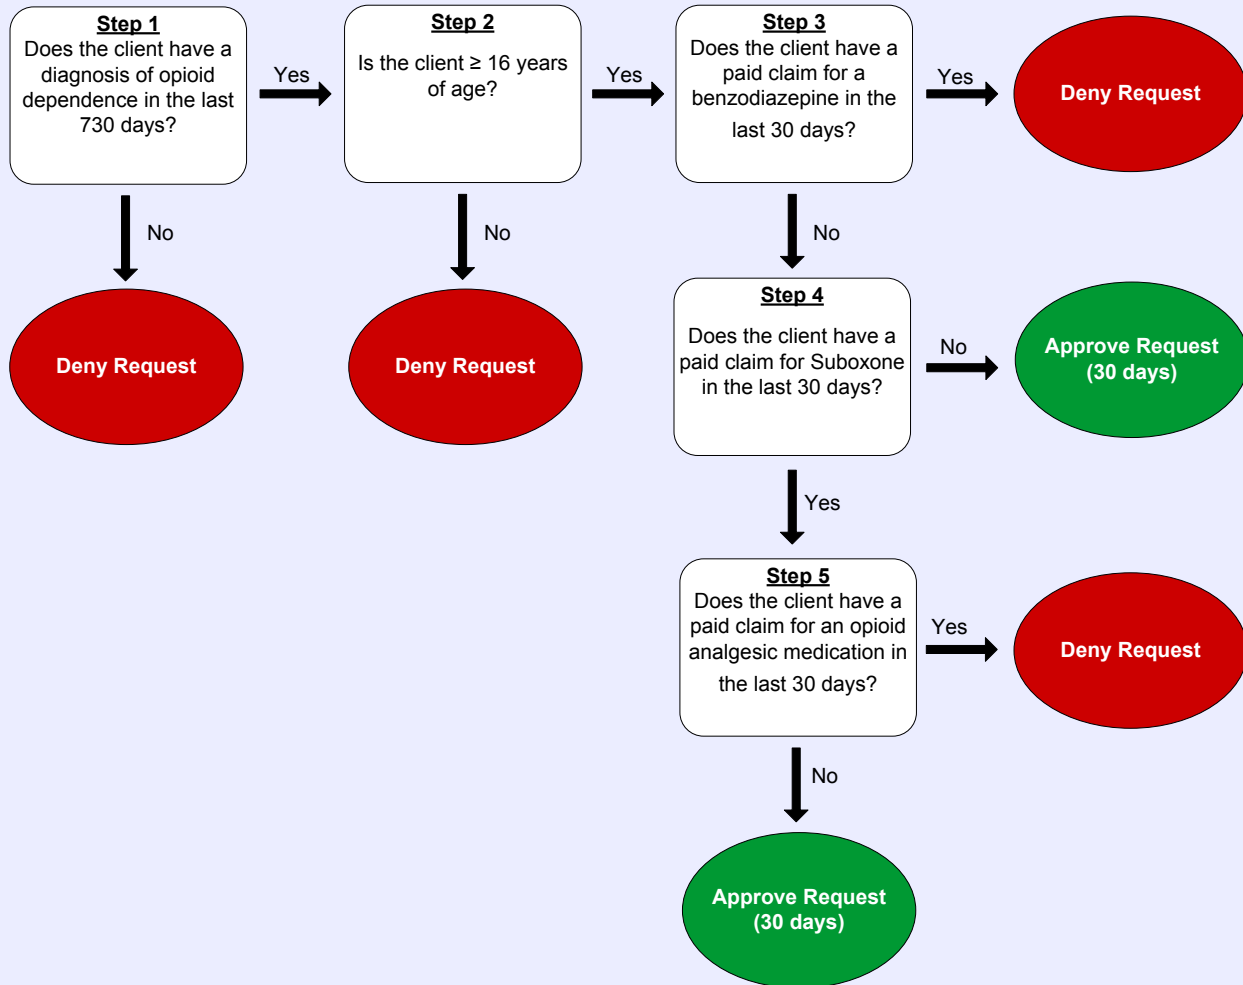 Step 1
Does the client have a
diagnosis of opioid
dependence in the last
730 days?
Yes
Step 2
Is the client ≥ 16 years
of age?
Yes
Step 3
Does the client have a
paid claim for a
benzodiazepine in the
last 30 days?
Yes
Deny Request
No
Deny Request
No
Deny Request
No
Step 4
Does the client have a
paid claim for Suboxone
in the last 30 days?
No
Approve Request
(30 days)
Yes
Step 5
Does the client have a
paid claim for an opioid
analgesic medication in
the last 30 days?
Yes
Deny Request
No
Approve Request
(30 days)